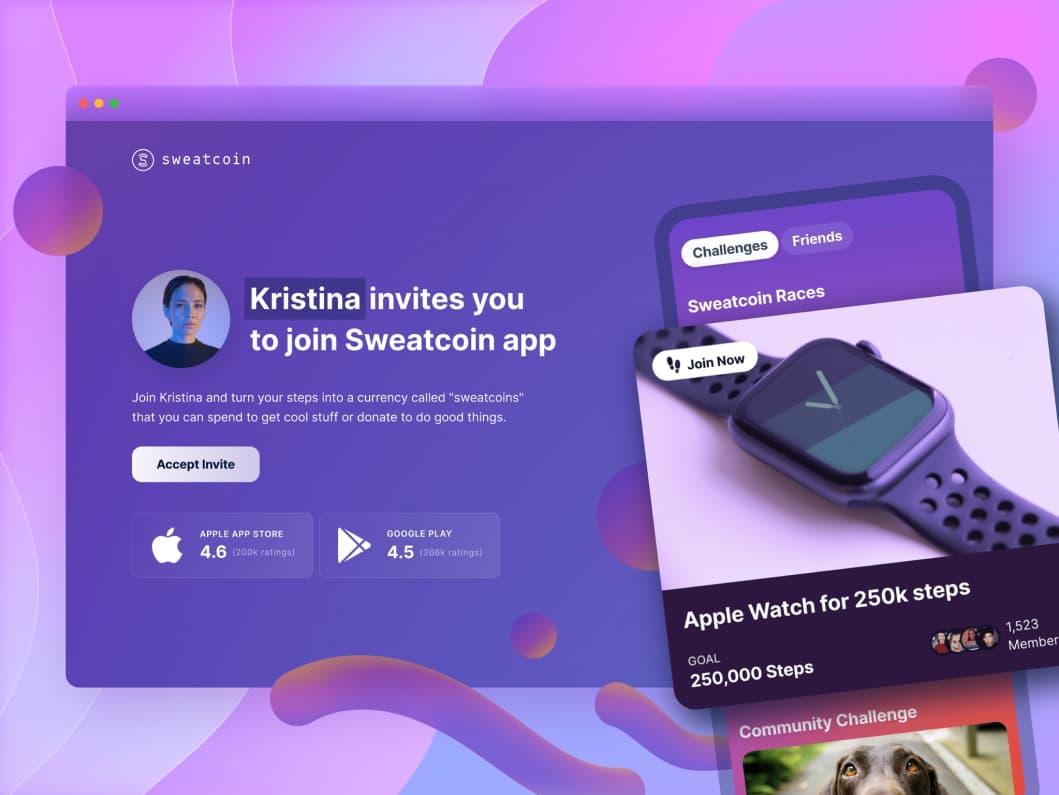 sweatcoin
Kristina invites you
to join Sweatcoin app
Join Kristina and turn your steps into a currency called "sweatcoins"
that you can spend to get cool stuff or donate to do good things.
Accept Invite
APPLE APP STORE
4.6 (200k ratings)
GOOGLE PLAY
4.5 (366k ratings)
Challenges
Friends
Sweatcoin Races
Join Now
Apple Watch for 250k steps
GOAL
250,000 Steps
1,523
Member
Community Challenge